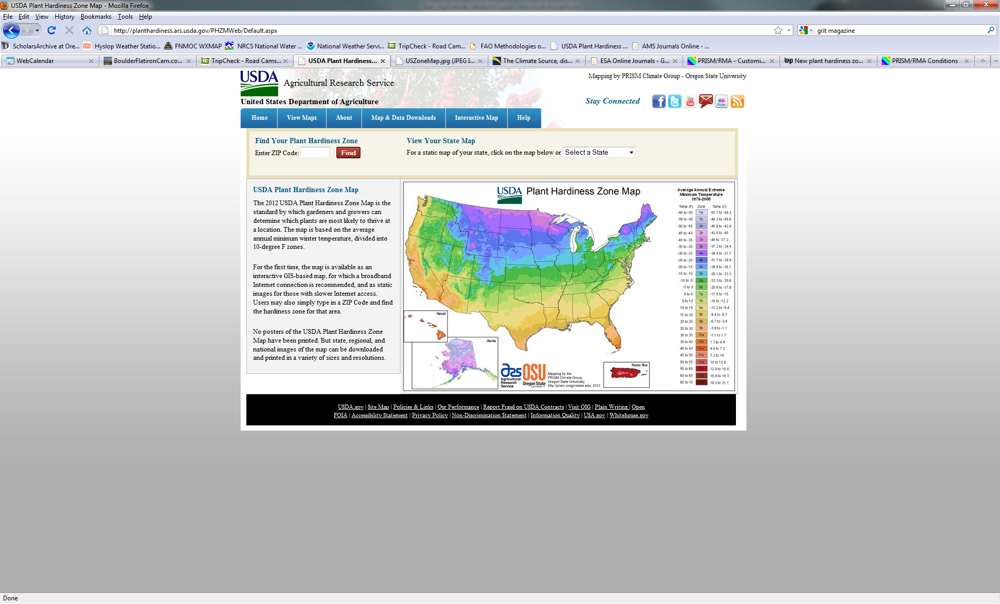 USDA Plant Hardiness Zone Map - Mozilla Firefox
File Edit View History Bookmarks Tools Help
http://planthardiness.ars.usda.gov/PHZMWeb/Default.aspx
grit magazine
ScholarsArchive at Ore... Hyslop Weather Statio... FNMOC WXMAP NRCS National Water ... National Weather Servi... TripCheck - Road Cam... FAO Methodologies o... USDA Plant Hardiness ... AMS Journals Online - ...
WebCalendar BoulderFlatironCam.co... TripCheck - Road Cams... USDA Plant Hardiness... USZoneMap.jpg (JPEG I... The Climate Source, dis... ESA Online Journals - G... PRISM/RMA - Customi... New plant hardiness zo... PRISM/RMA Conditions
USDA Agricultural Research Service
United States Department of Agriculture
Mapping by PRISM Climate Group - Oregon State University
Stay Connected
Home View Maps About Map & Data Downloads Interactive Map Help
Find Your Plant Hardiness Zone
Enter ZIP Code: Find
View Your State Map
For a static map of your state, click on the map below or Select a State
USDA Plant Hardiness Zone Map
The 2012 USDA Plant Hardiness Zone Map is the
standard by which gardeners and growers can
determine which plants are most likely to thrive at
a location. The map is based on the average
annual minimum winter temperature, divided into
10-degree F zones.
For the first time, the map is available as an
interactive GIS-based map, for which a broadband
Internet connection is recommended, and as static
images for those with slower Internet access.
Users may also simply type in a ZIP Code and find
the hardiness zone for that area.
No posters of the USDA Plant Hardiness Zone
Map have been printed. But state, regional, and
national images of the map can be downloaded
and printed in a variety of sizes and resolutions.
USDA Plant Hardiness Zone Map
Average Annual Extreme
Minimum Temperature
1976-2005
Temp (F) Zone Temp (C)
-60 to -55 1a -51.1 to -48.3
-55 to -50 1b -48.3 to -45.6
-50 to -45 2a -45.6 to -42.8
-45 to -40 2b -42.8 to -40
-40 to -35 3a -40 to -37.2
-35 to -30 3b -37.2 to -34.4
-30 to -25 4a -34.4 to -31.7
-25 to -20 4b -31.7 to -28.9
-20 to -15 5a -28.9 to -26.1
-15 to -10 5b -26.1 to -23.3
-10 to -5 6a -23.3 to -20.6
-5 to 0 6b -20.6 to -17.8
0 to 5 7a -17.8 to -15
5 to 10 7b -15 to -12.2
10 to 15 8a -12.2 to -9.4
15 to 20 8b -9.4 to -6.7
20 to 25 9a -6.7 to -3.9
25 to 30 9b -3.9 to -1.1
30 to 35 10a -1.1 to 1.7
35 to 40 10b 1.7 to 4.4
40 to 45 11a 4.4 to 7.2
45 to 50 11b 7.2 to 10
50 to 55 12a 10 to 12.8
55 to 60 12b 12.8 to 15.6
60 to 65 13a 15.6 to 18.3
65 to 70 13b 18.3 to 21.1
Hawaii
Alaska
Puerto Rico
ars
Agricultural
Research
Service
OSU
Oregon State
UNIVERSITY
Mapping by the
PRISM Climate Group,
Oregon State University,
http://prism.oregonstate.edu, 2012
USDA.gov | Site Map | Policies & Links | Our Performance | Report Fraud on USDA Contracts | Visit OIG | Plain Writing | Open
FOIA | Accessibility Statement | Privacy Policy | Non-Discrimination Statement | Information Quality | USA.gov | Whitehouse.gov
Done